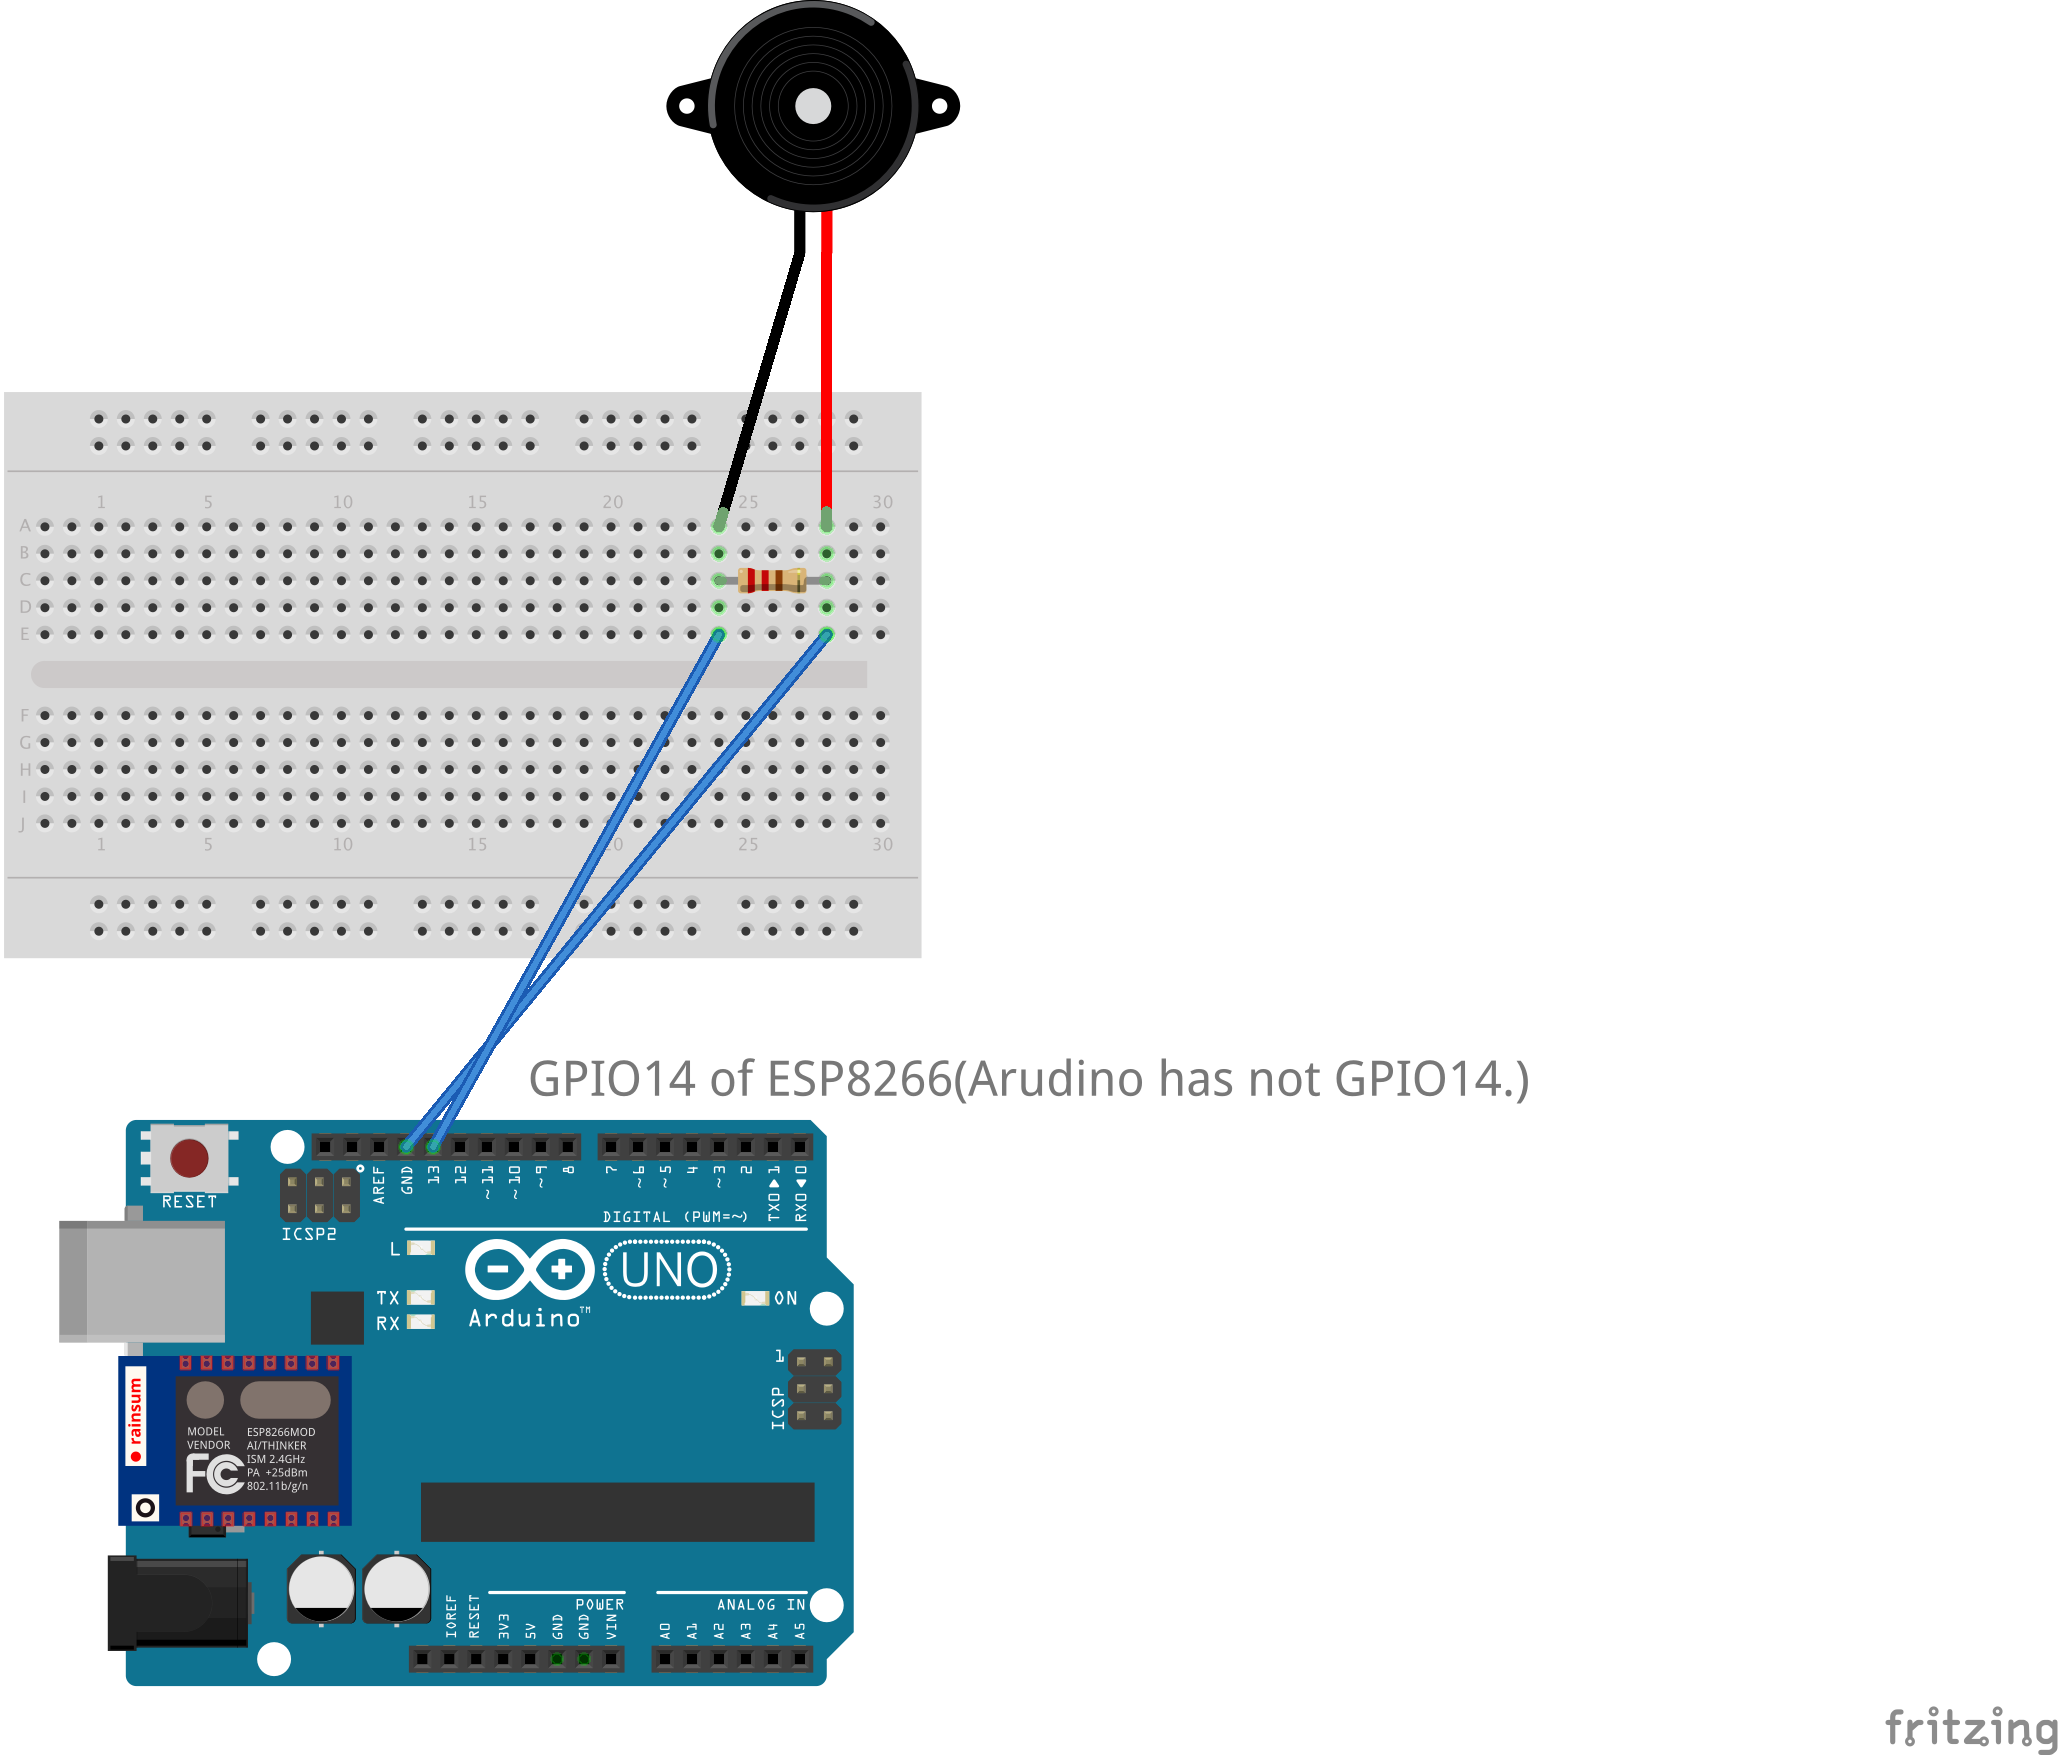 1 5 10 15 20 25 30
A
B
C
D
E
F
G
H
I
J
1 5 10 15 20 25 30
GPIO14 of ESP8266(Arudino has not GPIO14.)
RESET
ICSP2
AREF
GND
13
12
~11
~10
~9
8
7
~6
~5
4
~3
2
TX0▶1
RX0◀0
DIGITAL (PWM=~)
L
TX
RX
Arduino™
UNO
ON
1
ICSP
rainsum
MODEL ESP8266MOD
VENDOR AI/THINKER
ISM 2.4GHz
PA +25dBm
802.11b/g/n
FC
POWER
ANALOG IN
IOREF
RESET
3V3
5V
GND
GND
VIN
A0
A1
A2
A3
A4
A5
fritzing